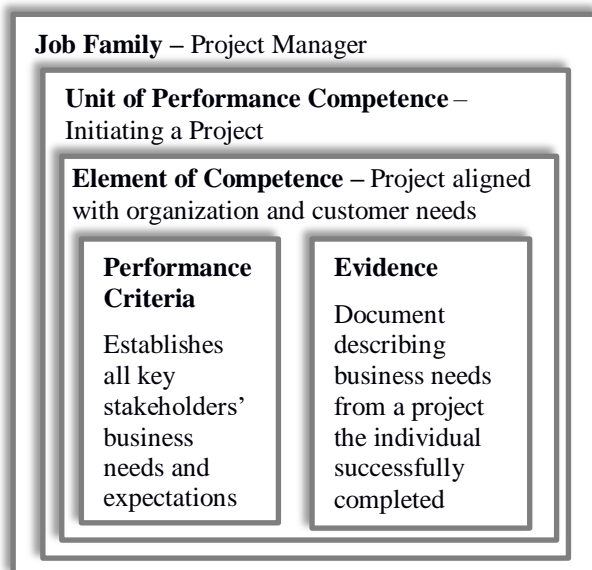 Job Family – Project Manager
Unit of Performance Competence –
Initiating a Project
Element of Competence – Project aligned
with organization and customer needs
Performance
Criteria
Establishes
all key
stakeholders’
business
needs and
expectations
Evidence
Document
describing
business needs
from a project
the individual
successfully
completed